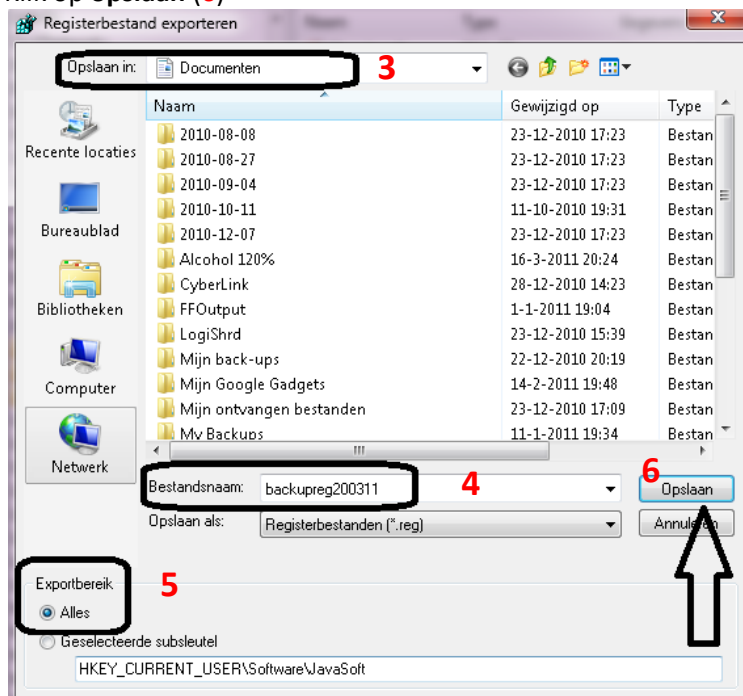 Registerbestand exporteren
Opslaan in: Documenten 3
Naam Gewijzigd op Type
2010-08-08 23-12-2010 17:23 Bestan
2010-08-27 23-12-2010 17:23 Bestan
2010-09-04 23-12-2010 17:23 Bestan
2010-10-11 11-10-2010 19:31 Bestan
2010-12-07 23-12-2010 17:23 Bestan
Alcohol 120% 16-3-2011 20:24 Bestan
CyberLink 28-12-2010 14:23 Bestan
FFOutput 1-1-2011 19:04 Bestan
LogiShrd 23-12-2010 15:39 Bestan
Mijn back-ups 22-12-2010 20:19 Bestan
Mijn Google Gadgets 14-2-2011 19:48 Bestan
Mijn ontvangen bestanden 23-12-2010 17:09 Bestan
My Backups 11-1-2011 19:34 Bestan
Recente locaties
Bureaublad
Bibliotheken
Computer
Netwerk
Bestandsnaam: backupreg200311 4 6 Opslaan
Opslaan als: Registerbestanden (*.reg) Annuleren
Exportbereik 5
Alles
Geselecteerde subsleutel
HKEY_CURRENT_USER\Software\JavaSoft